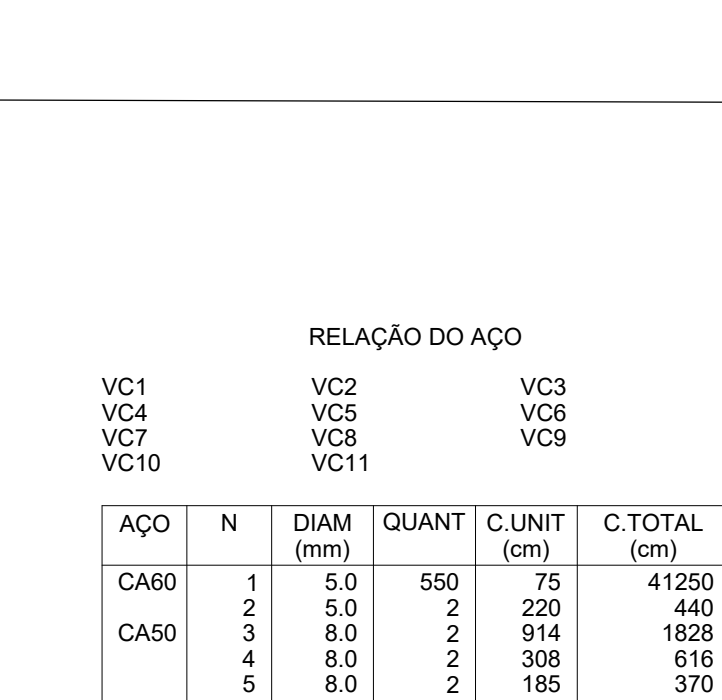 RELAÇÃO DO AÇO
VC1 VC2 VC3
VC4 VC5 VC6
VC7 VC8 VC9
VC10 VC11
AÇO N DIAM QUANT C.UNIT C.TOTAL
(mm) (cm) (cm)
CA60 1 5.0 550 75 41250
2 5.0 2 220 440
CA50 3 8.0 2 914 1828
4 8.0 2 308 616
5 8.0 2 185 370